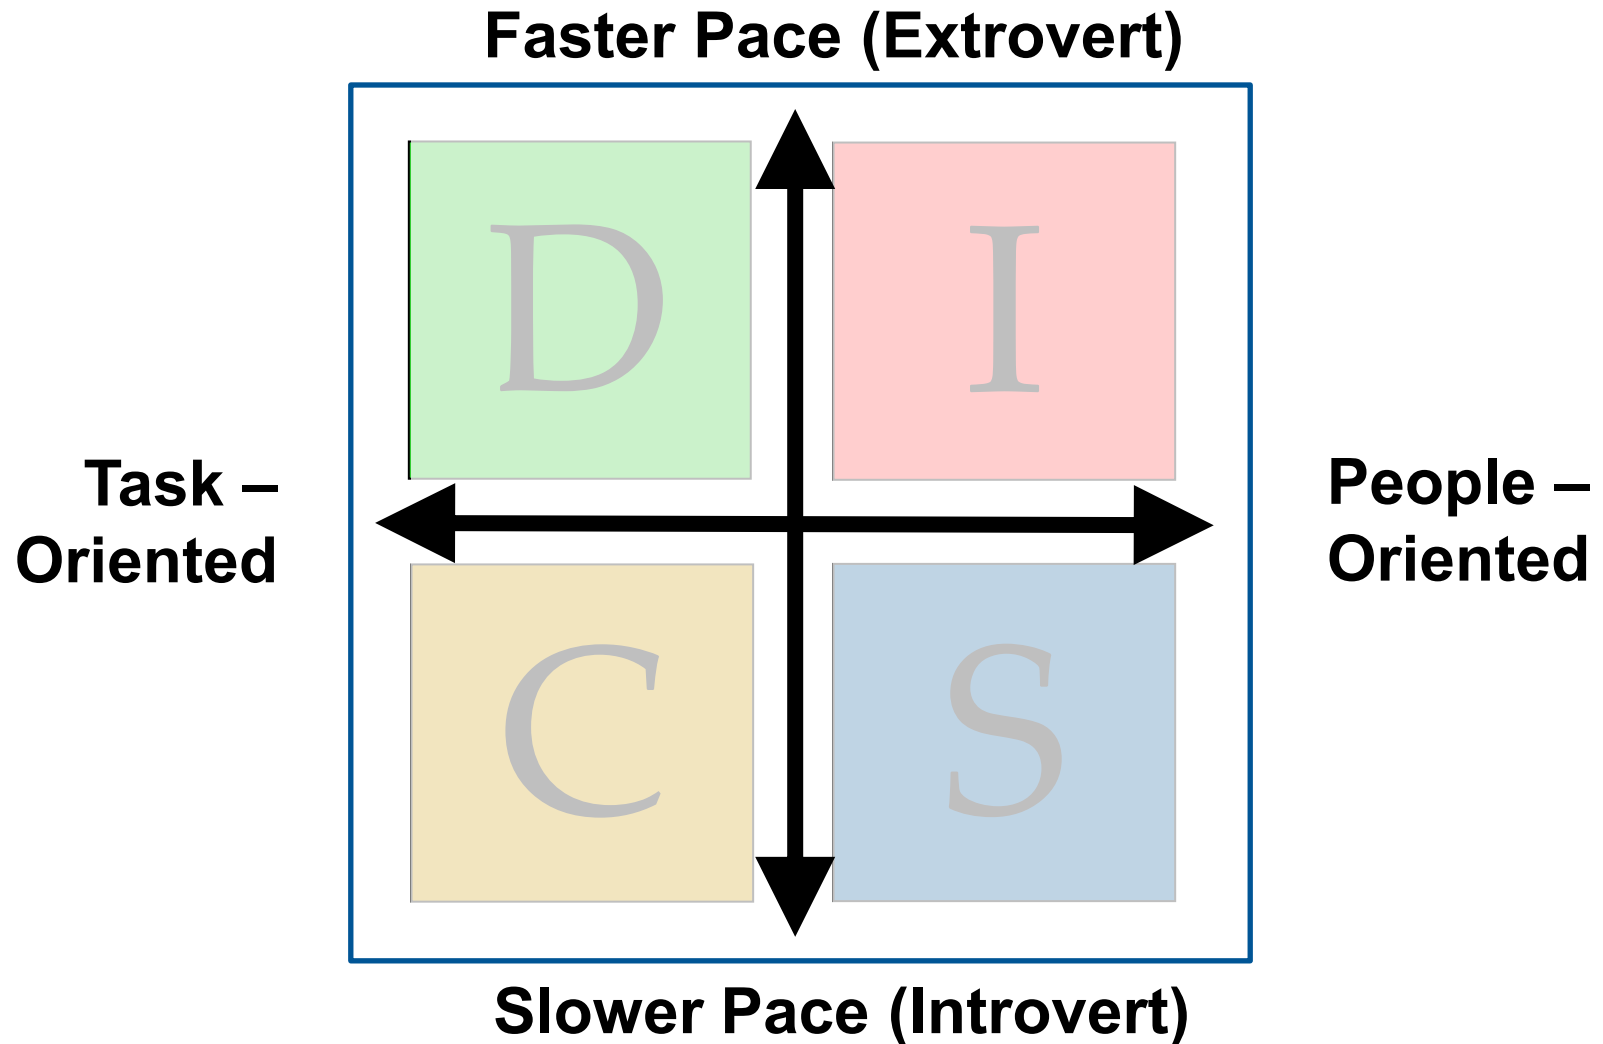 Faster Pace (Extrovert)
D
I
Task –
Oriented
People –
Oriented
C
S
Slower Pace (Introvert)